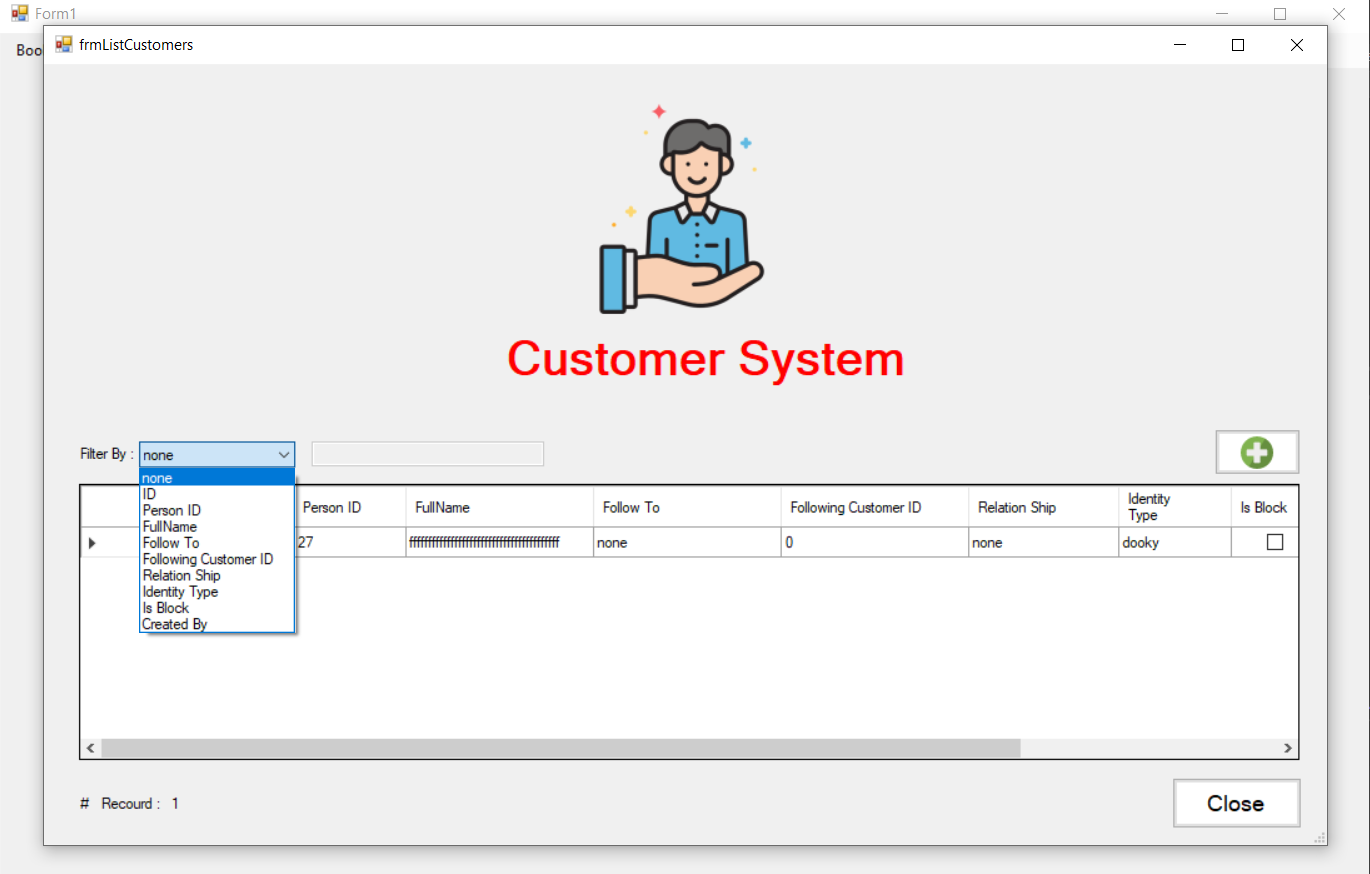 Form1
Boo
frmListCustomers
Customer System
Filter By : none
none
ID
Person ID
FullName
Follow To
Following Customer ID
Relation Ship
Identity Type
Is Block
Created By
Person ID FullName Follow To Following Customer ID Relation Ship Identity Type Is Block
27 none 0 none dooky
# Recourd : 1
Close